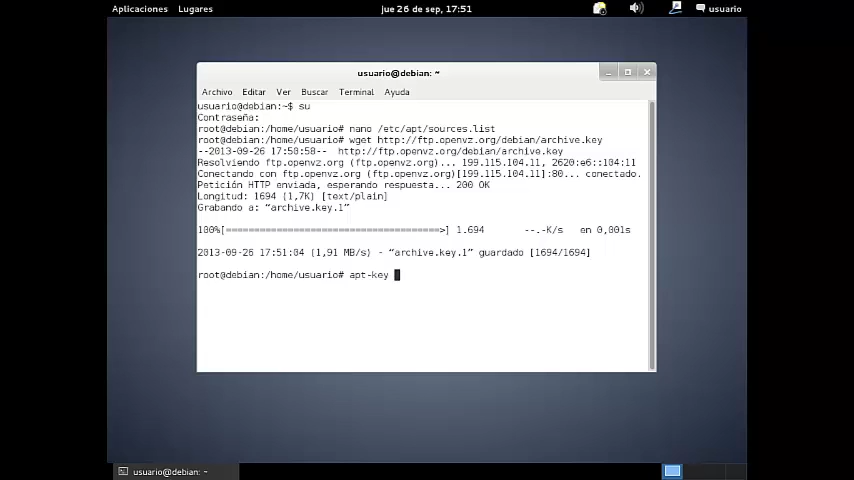 Aplicaciones Lugares jue 26 de sep, 17:51 usuario
usuario@debian: ~
Archivo Editar Ver Buscar Terminal Ayuda
usuario@debian:~$ su
Contraseña:
root@debian:/home/usuario# nano /etc/apt/sources.list
root@debian:/home/usuario# wget http://ftp.openvz.org/debian/archive.key
--2013-09-26 17:50:58-- http://ftp.openvz.org/debian/archive.key
Resolviendo ftp.openvz.org (ftp.openvz.org)... 199.115.104.11, 2620:e6::104:11
Conectando con ftp.openvz.org (ftp.openvz.org)[199.115.104.11]:80... conectado.
Petición HTTP enviada, esperando respuesta... 200 OK
Longitud: 1694 (1,7K) [text/plain]
Grabando a: “archive.key.1”
100%[======================================>] 1.694 --.-K/s en 0,001s
2013-09-26 17:51:04 (1,91 MB/s) - “archive.key.1” guardado [1694/1694]
root@debian:/home/usuario# apt-key
usuario@debian: ~